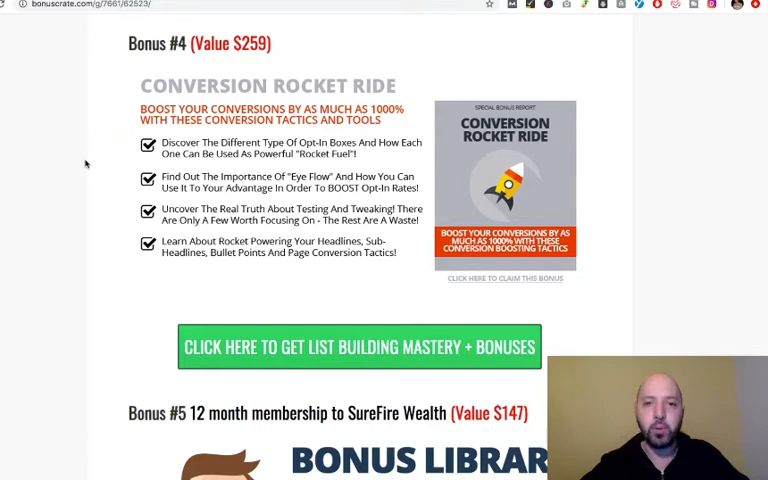 bonuscrate.com/g/7661/62523/
Bonus #4 (Value $259)
CONVERSION ROCKET RIDE
BOOST YOUR CONVERSIONS BY AS MUCH AS 1000%
WITH THESE CONVERSION TACTICS AND TOOLS
Discover The Different Type Of Opt-In Boxes And How Each
One Can Be Used As Powerful "Rocket Fuel"!
Find Out The Importance Of "Eye Flow" And How You Can
Use It To Your Advantage In Order To BOOST Opt-In Rates!
Uncover The Real Truth About Testing And Tweaking! There
Are Only A Few Worth Focusing On - The Rest Are A Waste!
Learn About Rocket Powering Your Headlines, Sub-
Headlines, Bullet Points And Page Conversion Tactics!
SPECIAL BONUS REPORT
CONVERSION
ROCKET RIDE
BOOST YOUR CONVERSIONS BY AS
MUCH AS 1000% WITH THESE
CONVERSION BOOSTING TACTICS
CLICK HERE TO CLAIM THIS BONUS
CLICK HERE TO GET LIST BUILDING MASTERY + BONUSES
Bonus #5 12 month membership to SureFire Wealth (Value $147)
BONUS LIBRAR